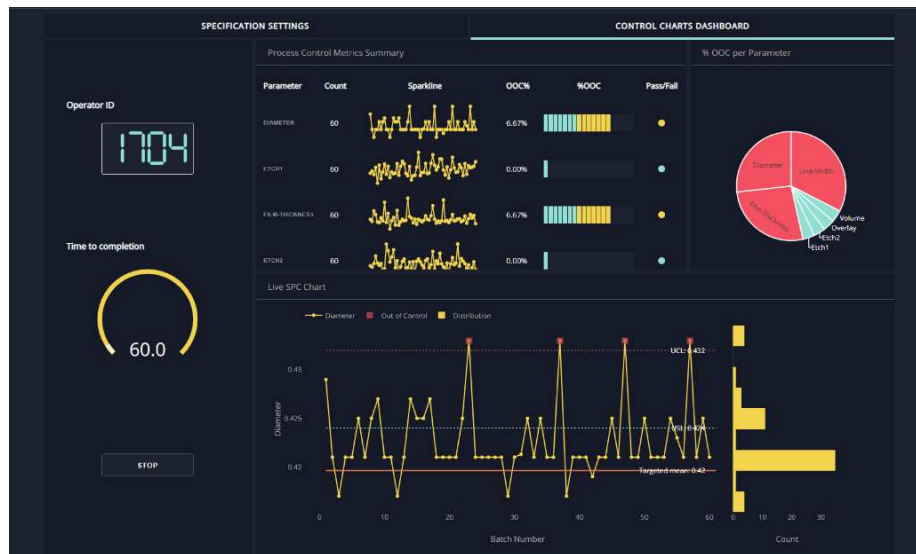 SPECIFICATION SETTINGS
CONTROL CHARTS DASHBOARD
Operator ID
1704
Time to completion
60.0
STOP
Process Control Metrics Summary
Parameter Count Sparkline OOC% %OOC Pass/Fail
DIAMETER 60 6.67%
ETCH1 60 0.00%
FILM-THICKNESS 60 6.67%
ETCH2 60 0.00%
% OOC per Parameter
Diameter
Line-Width
Film-Thickness
Volume
Overlay
Etch2
Etch1
Live SPC Chart
Diameter Out of Control Distribution
UCL: 0.432
0.43
Diameter
0.425
USL: 0.424
0.42
Targeted mean: 0.42
0 10 20 30 40 50 60
Batch Number
0 10 20 30
Count